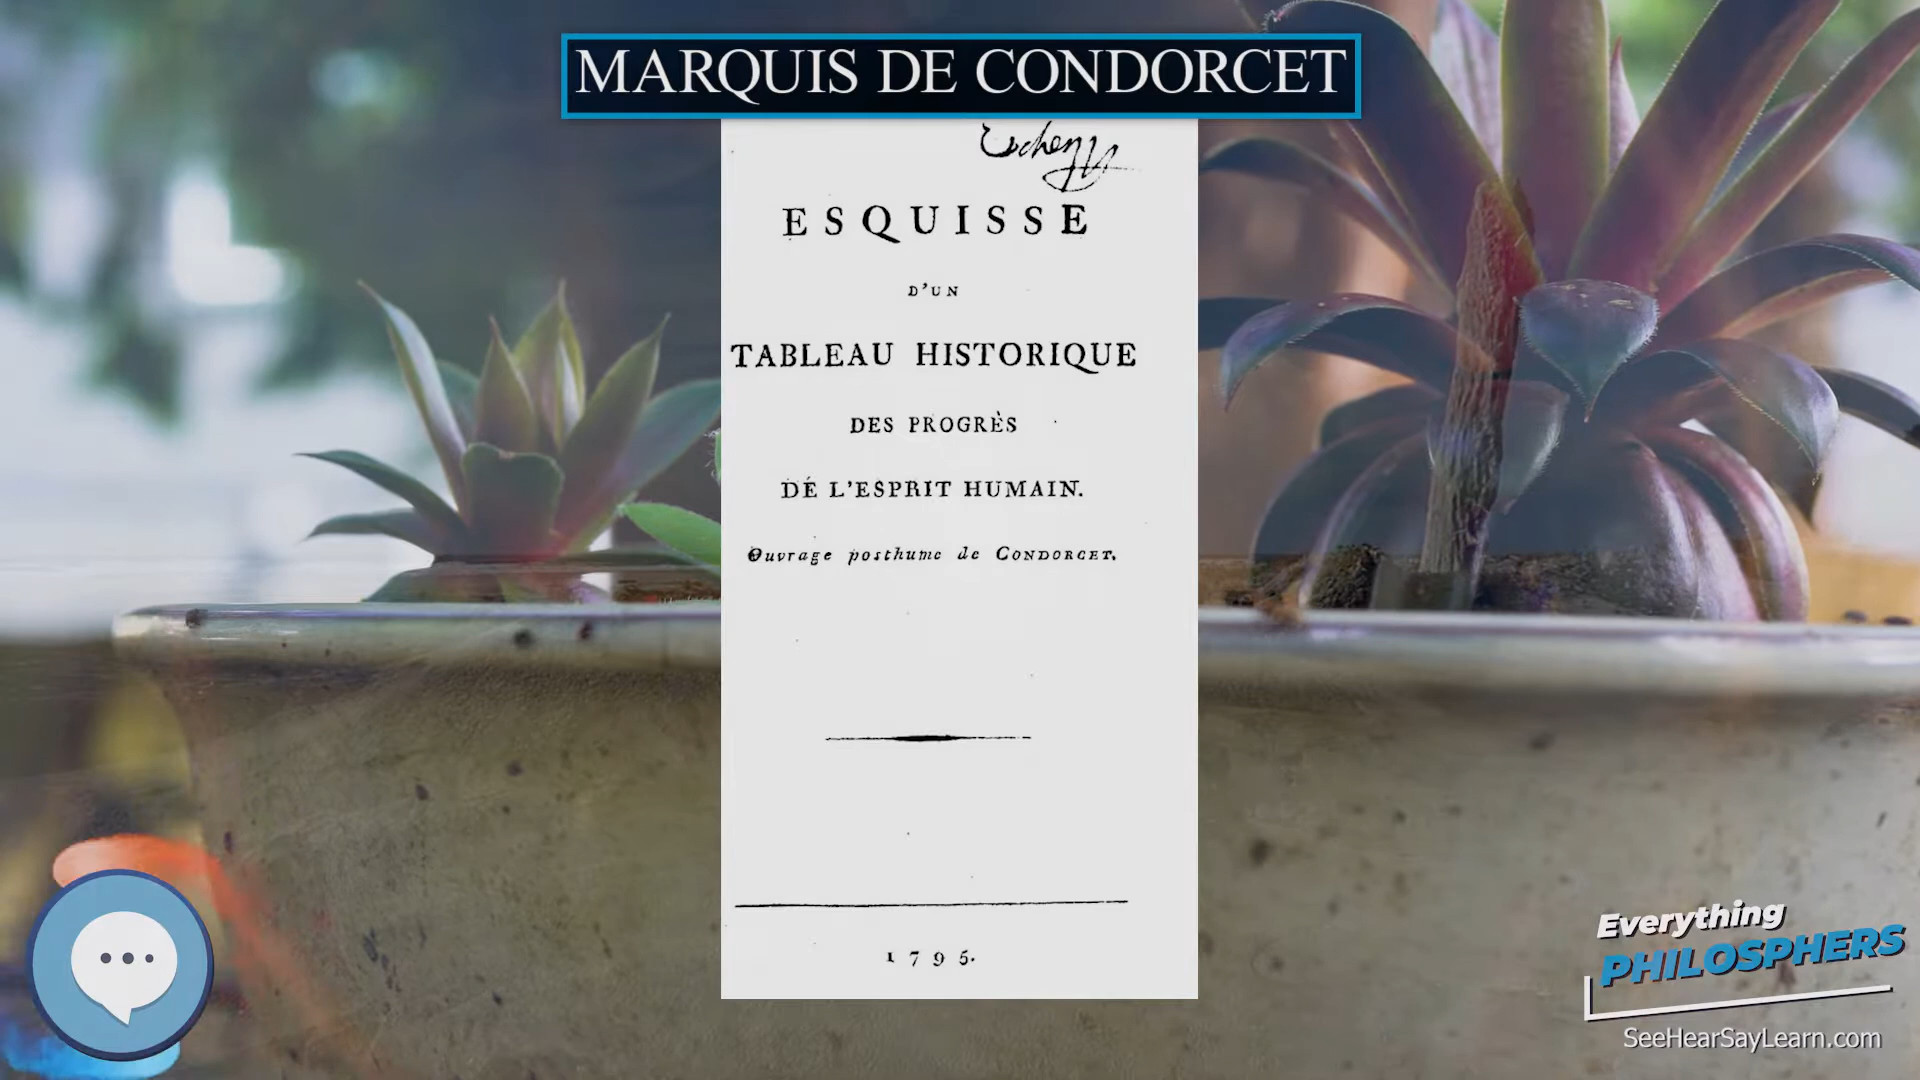 MARQUIS DE CONDORCET
ESQUISSE
D'UN
TABLEAU HISTORIQUE
DES PROGRÈS
DÉ L'ESPRIT HUMAIN.
Ouvrage posthume de CONDORCET.
1795.
Everything
PHILOSPHERS
SeeHearSayLearn.com